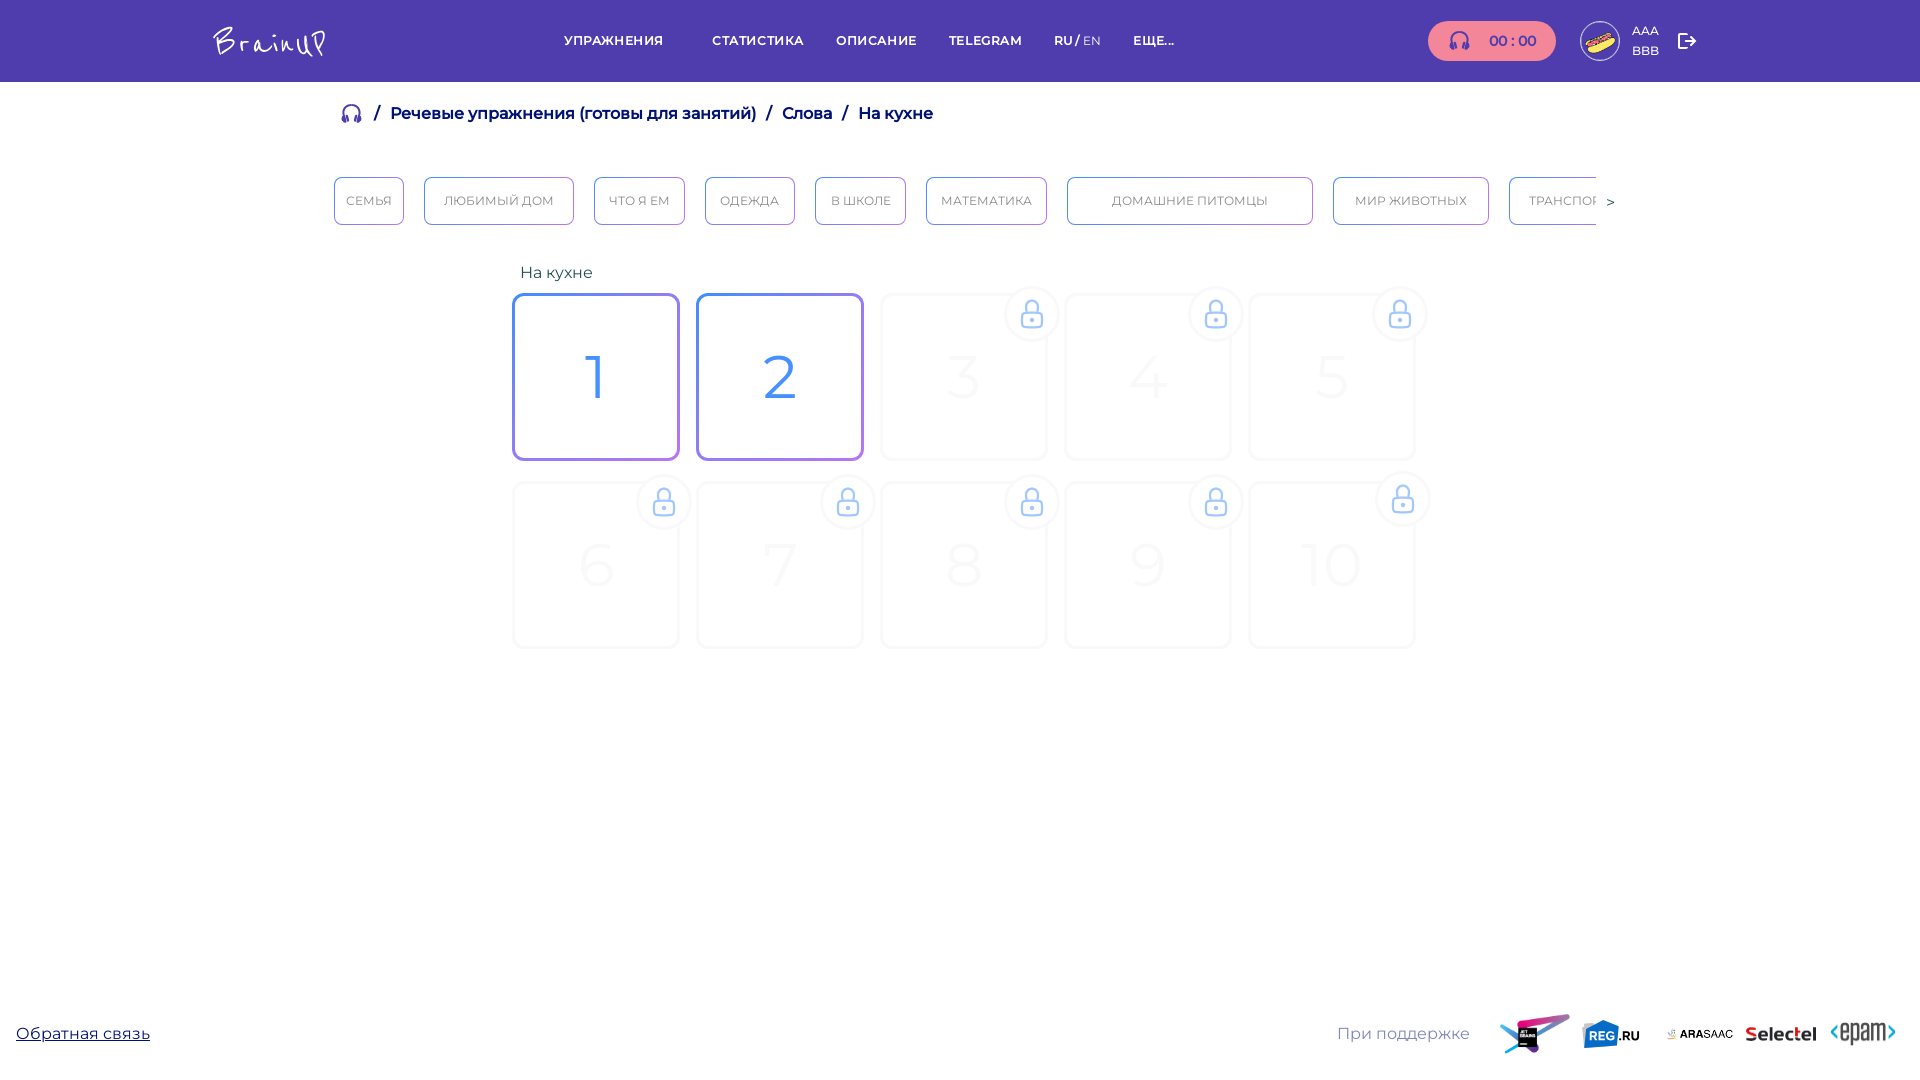 BrainUP
УПРАЖНЕНИЯ СТАТИСТИКА ОПИСАНИЕ TELEGRAM RU / EN ЕЩЕ...
00 : 00
AAA
BBB
/ Речевые упражнения (готовы для занятий) / Слова / На кухне
СЕМЬЯ ЛЮБИМЫЙ ДОМ ЧТО Я ЕМ ОДЕЖДА В ШКОЛЕ МАТЕМАТИКА ДОМАШНИЕ ПИТОМЦЫ МИР ЖИВОТНЫХ ТРАНСПОР >
На кухне
1 2 3 4 5
6 7 8 9 10
Обратная связь
При поддержке
JET BRAINS
REG.RU
ARASAAC
Selectel
<epam>